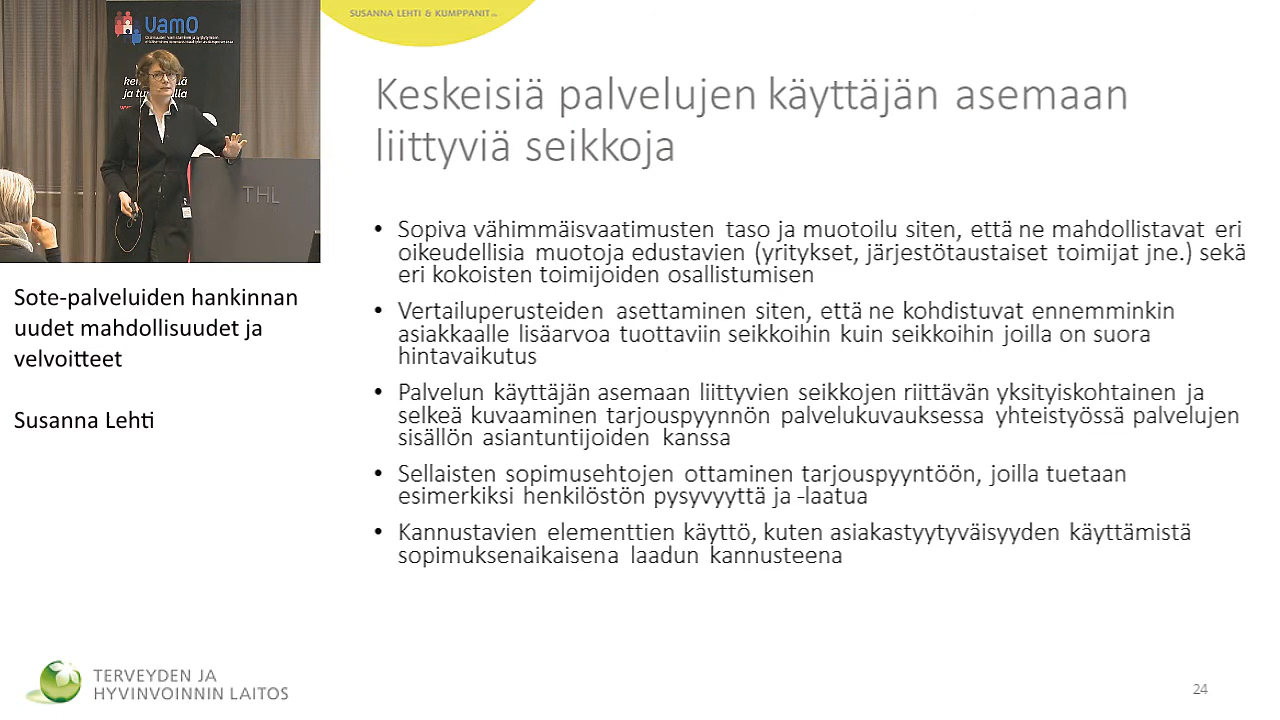 SUSANNA LEHTI & KUMPPANIT
VamO
THL
Keskeisiä palvelujen käyttäjän asemaan
liittyviä seikkoja
• Sopiva vähimmäisvaatimusten taso ja muotoilu siten, että ne mahdollistavat eri
oikeudellisia muotoja edustavien (yritykset, järjestötaustaiset toimijat jne.) sekä
eri kokoisten toimijoiden osallistumisen
• Vertailuperusteiden asettaminen siten, että ne kohdistuvat ennemminkin
asiakkaalle lisäarvoa tuottaviin seikkoihin kuin seikkoihin joilla on suora
hintavaikutus
• Palvelun käyttäjän asemaan liittyvien seikkojen riittävän yksityiskohtainen ja
selkeä kuvaaminen tarjouspyynnön palvelukuvauksessa yhteistyössä palvelujen
sisällön asiantuntijoiden kanssa
• Sellaisten sopimusehtojen ottaminen tarjouspyyntöön, joilla tuetaan
esimerkiksi henkilöstön pysyvyyttä ja -laatua
• Kannustavien elementtien käyttö, kuten asiakastyytyväisyyden käyttämistä
sopimuksenaikaisena laadun kannusteena
Sote-palveluiden hankinnan
uudet mahdollisuudet ja
velvoitteet
Susanna Lehti
TERVEYDEN JA
HYVINVOINNIN LAITOS
24